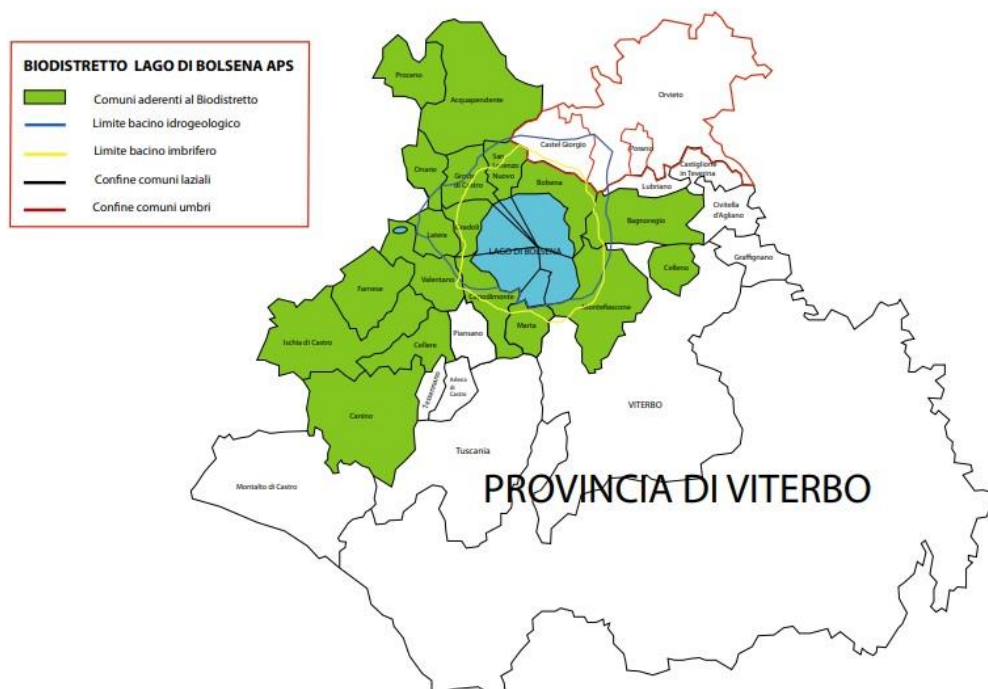 BIODISTRETTO LAGO DI BOLSENA APS
Comuni aderenti al Biodistretto
Limite bacino idrogeologico
Limite bacino imbrifero
Confine comuni laziali
Confine comuni umbri
Proceno
Acquapendente
Orvieto
Castel Giorgio
Porano
Castiglione
in Teverina
Onano
San
Lorenzo
Nuovo
Grotte
di Castro
Bolsena
Lubriano
Civitella
d'Agliano
Bagnoregio
Latera
Gradoli
LAGO DI BOLSENA
Graffignano
Celleno
Valentano
Farnese
Capodimonte
Montefiascone
Marta
Ischia di Castro
Cellere
Piansano
Tessennano
Arlena
di
Castro
Canino
VITERBO
Tuscania
Montalto di Castro
PROVINCIA DI VITERBO